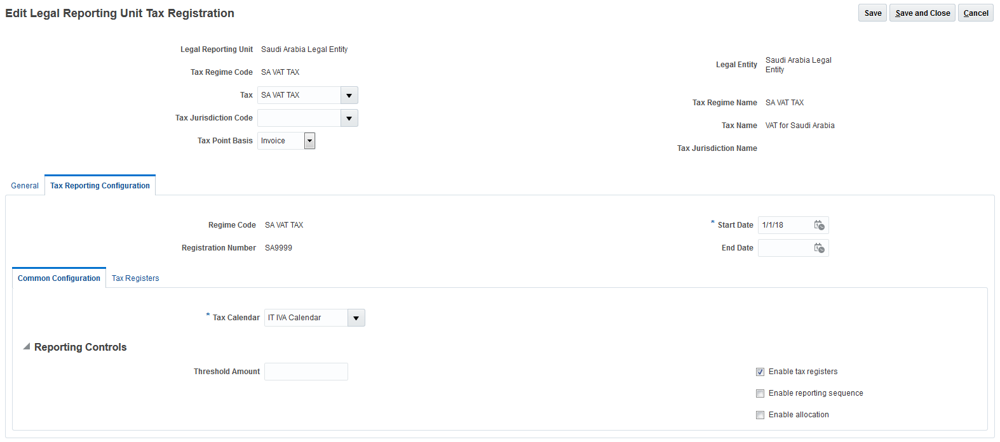 Edit Legal Reporting Unit Tax Registration
Save
Save and Close
Cancel
Legal Reporting Unit Saudi Arabia Legal Entity
Tax Regime Code SA VAT TAX
Tax SA VAT TAX
Tax Jurisdiction Code
Tax Point Basis Invoice
Legal Entity Saudi Arabia Legal
Entity
Tax Regime Name SA VAT TAX
Tax Name VAT for Saudi Arabia
Tax Jurisdiction Name
General
Tax Reporting Configuration
Regime Code SA VAT TAX
Registration Number SA9999
* Start Date 1/1/18
End Date
Common Configuration
Tax Registers
* Tax Calendar IT IVA Calendar
Reporting Controls
Threshold Amount
Enable tax registers
Enable reporting sequence
Enable allocation